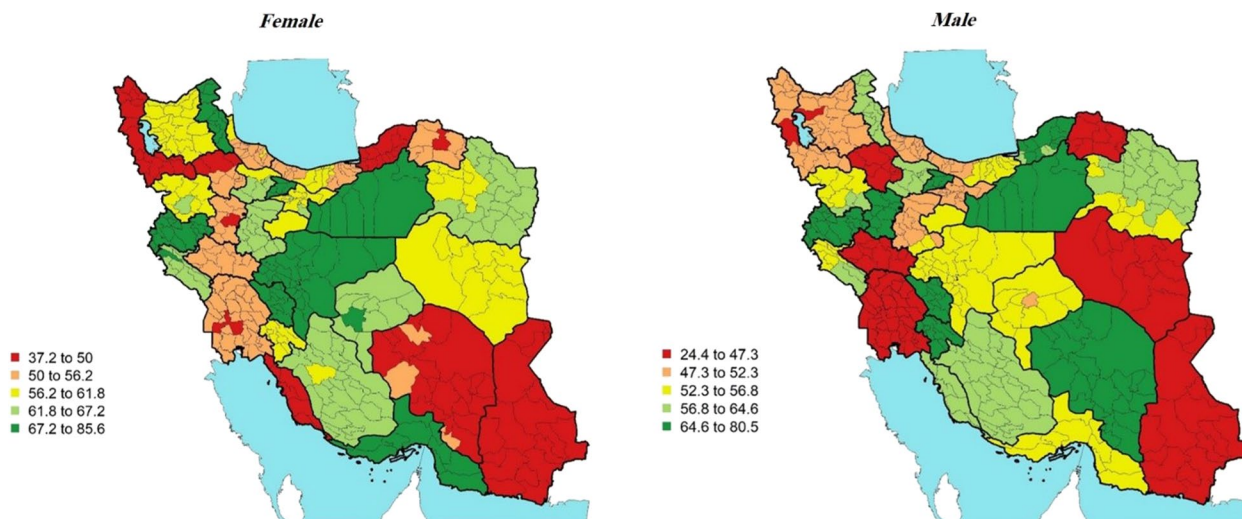 Female
37.2 to 50
50 to 56.2
56.2 to 61.8
61.8 to 67.2
67.2 to 85.6
Male
24.4 to 47.3
47.3 to 52.3
52.3 to 56.8
56.8 to 64.6
64.6 to 80.5